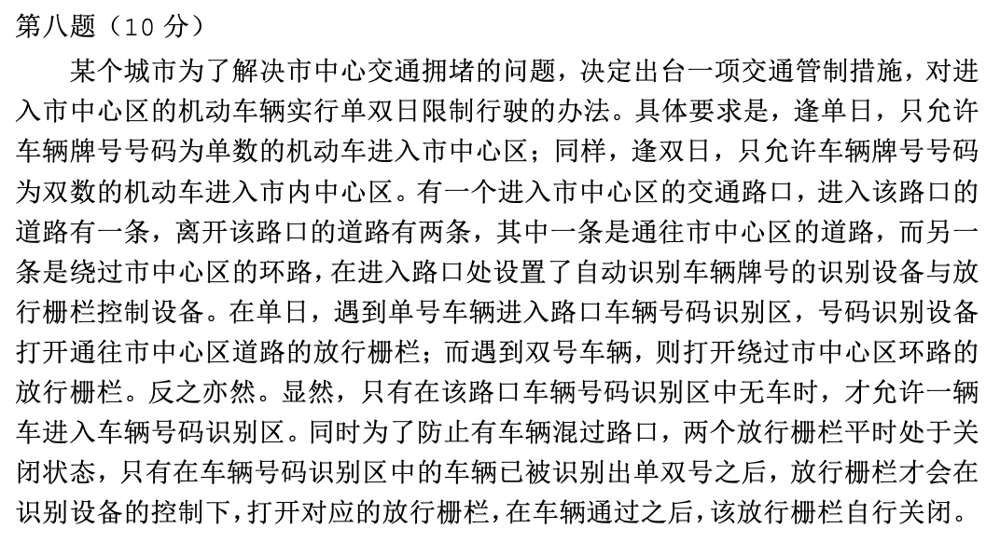 第八题（10 分）
某个城市为了解决市中心交通拥堵的问题，决定出台一项交通管制措施，对进
入市中心区的机动车辆实行单双日限制行驶的办法。具体要求是，逢单日，只允许
车辆牌号号码为单数的机动车进入市中心区；同样，逢双日，只允许车辆牌号号码
为双数的机动车进入市内中心区。有一个进入市中心区的交通路口，进入该路口的
道路有一条，离开该路口的道路有两条，其中一条是通往市中心区的道路，而另一
条是绕过市中心区的环路，在进入路口处设置了自动识别车辆牌号的识别设备与放
行栅栏控制设备。在单日，遇到单号车辆进入路口车辆号码识别区，号码识别设备
打开通往市中心区道路的放行栅栏；而遇到双号车辆，则打开绕过市中心区环路的
放行栅栏。反之亦然。显然，只有在该路口车辆号码识别区中无车时，才允许一辆
车进入车辆号码识别区。同时为了防止有车辆混过路口，两个放行栅栏平时处于关
闭状态，只有在车辆号码识别区中的车辆已被识别出单双号之后，放行栅栏才会在
识别设备的控制下，打开对应的放行栅栏，在车辆通过之后，该放行栅栏自行关闭。